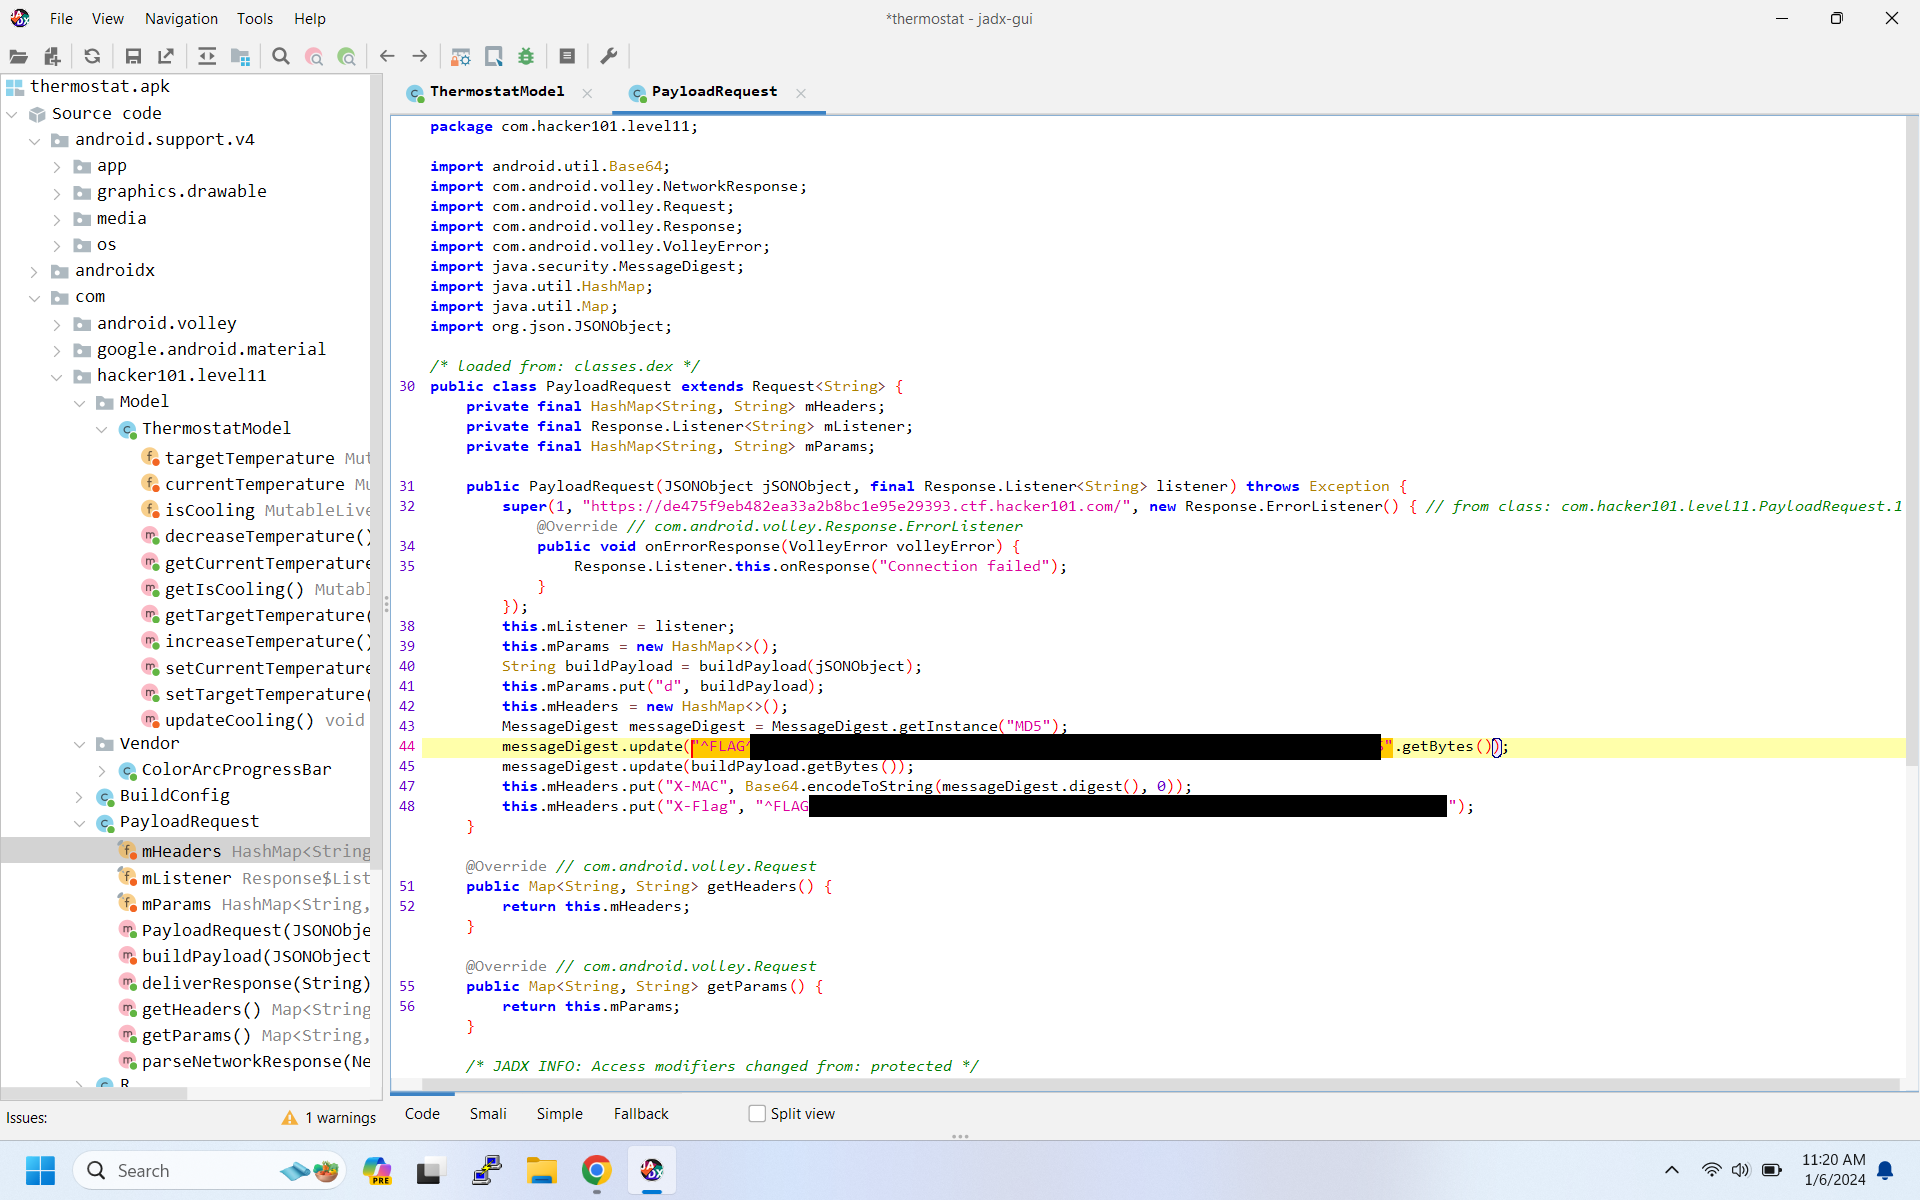 File View Navigation Tools Help
*thermostat - jadx-gui
thermostat.apk
Source code
android.support.v4
app
graphics.drawable
media
os
androidx
com
android.volley
google.android.material
hacker101.level11
Model
ThermostatModel
targetTemperature Mut
currentTemperature Mu
isCooling MutableLive
decreaseTemperature()
getCurrentTemperature
getIsCooling() Mutabl
getTargetTemperature(
increaseTemperature()
setCurrentTemperature
setTargetTemperature(
updateCooling() void
Vendor
ColorArcProgressBar
BuildConfig
PayloadRequest
mHeaders HashMap<String
mListener Response$List
mParams HashMap<String,
PayloadRequest(JSONObje
buildPayload(JSONObject
deliverResponse(String)
getHeaders() Map<String
getParams() Map<String,
parseNetworkResponse(Ne
R
Issues:
1 warnings
ThermostatModel
PayloadRequest
package com.hacker101.level11;
import android.util.Base64;
import com.android.volley.NetworkResponse;
import com.android.volley.Request;
import com.android.volley.Response;
import com.android.volley.VolleyError;
import java.security.MessageDigest;
import java.util.HashMap;
import java.util.Map;
import org.json.JSONObject;
/* loaded from: classes.dex */
30 public class PayloadRequest extends Request<String> {
private final HashMap<String, String> mHeaders;
private final Response.Listener<String> mListener;
private final HashMap<String, String> mParams;
31 public PayloadRequest(JSONObject jSONObject, final Response.Listener<String> listener) throws Exception {
32 super(1, "https://de475f9eb482ea33a2b8bc1e95e29393.ctf.hacker101.com/", new Response.ErrorListener() { // from class: com.hacker101.level11.PayloadRequest.1
@Override // com.android.volley.Response.ErrorListener
34 public void onErrorResponse(VolleyError volleyError) {
35 Response.Listener.this.onResponse("Connection failed");
}
});
38 this.mListener = listener;
39 this.mParams = new HashMap<>();
40 String buildPayload = buildPayload(jSONObject);
41 this.mParams.put("d", buildPayload);
42 this.mHeaders = new HashMap<>();
43 MessageDigest messageDigest = MessageDigest.getInstance("MD5");
44 messageDigest.update("^FLAG^ ".getBytes());
45 messageDigest.update(buildPayload.getBytes());
47 this.mHeaders.put("X-MAC", Base64.encodeToString(messageDigest.digest(), 0));
48 this.mHeaders.put("X-Flag", "^FLAG ");
}
@Override // com.android.volley.Request
51 public Map<String, String> getHeaders() {
52 return this.mHeaders;
}
@Override // com.android.volley.Request
55 public Map<String, String> getParams() {
56 return this.mParams;
}
/* JADX INFO: Access modifiers changed from: protected */
Code Smali Simple Fallback Split view
Search
PRE
11:20 AM
1/6/2024